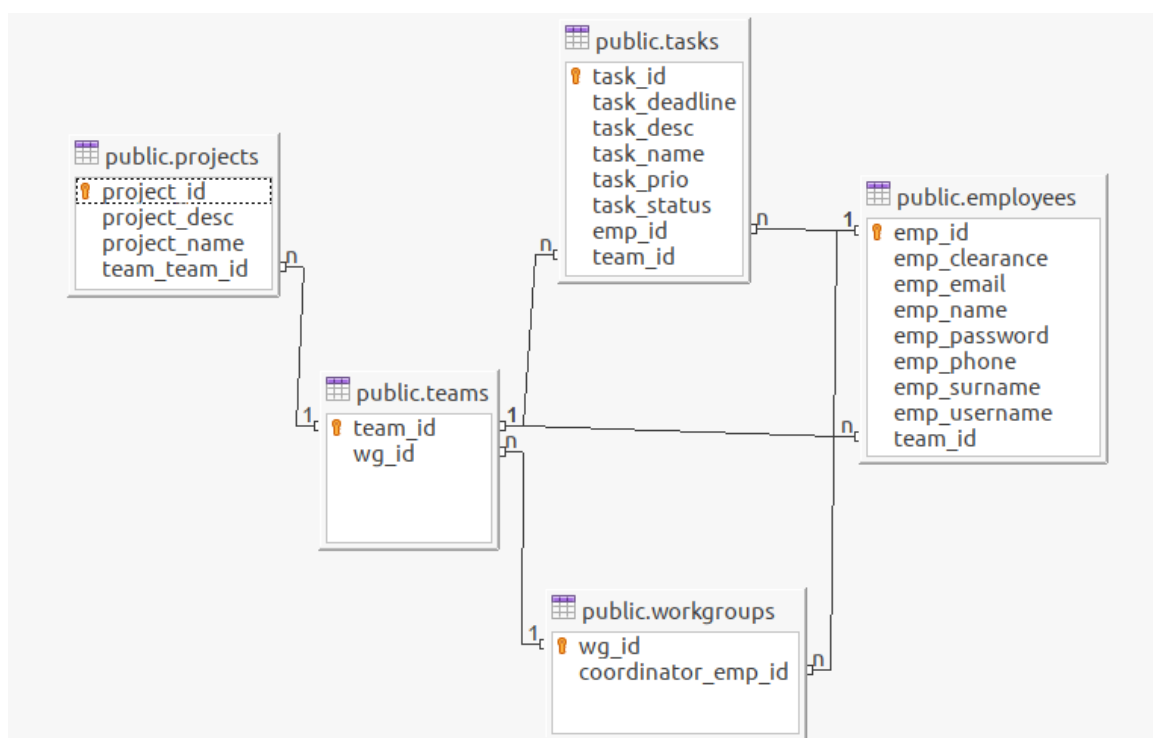 public.tasks
task_id
task_deadline
task_desc
task_name
task_prio
task_status
emp_id
team_id
n
n
public.projects
project_id
project_desc
project_name
team_team_id
n
public.employees
emp_id
emp_clearance
emp_email
emp_name
emp_password
emp_phone
emp_surname
emp_username
team_id
1
n
public.teams
team_id
wg_id
1
1
n
public.workgroups
wg_id
coordinator_emp_id
1
n